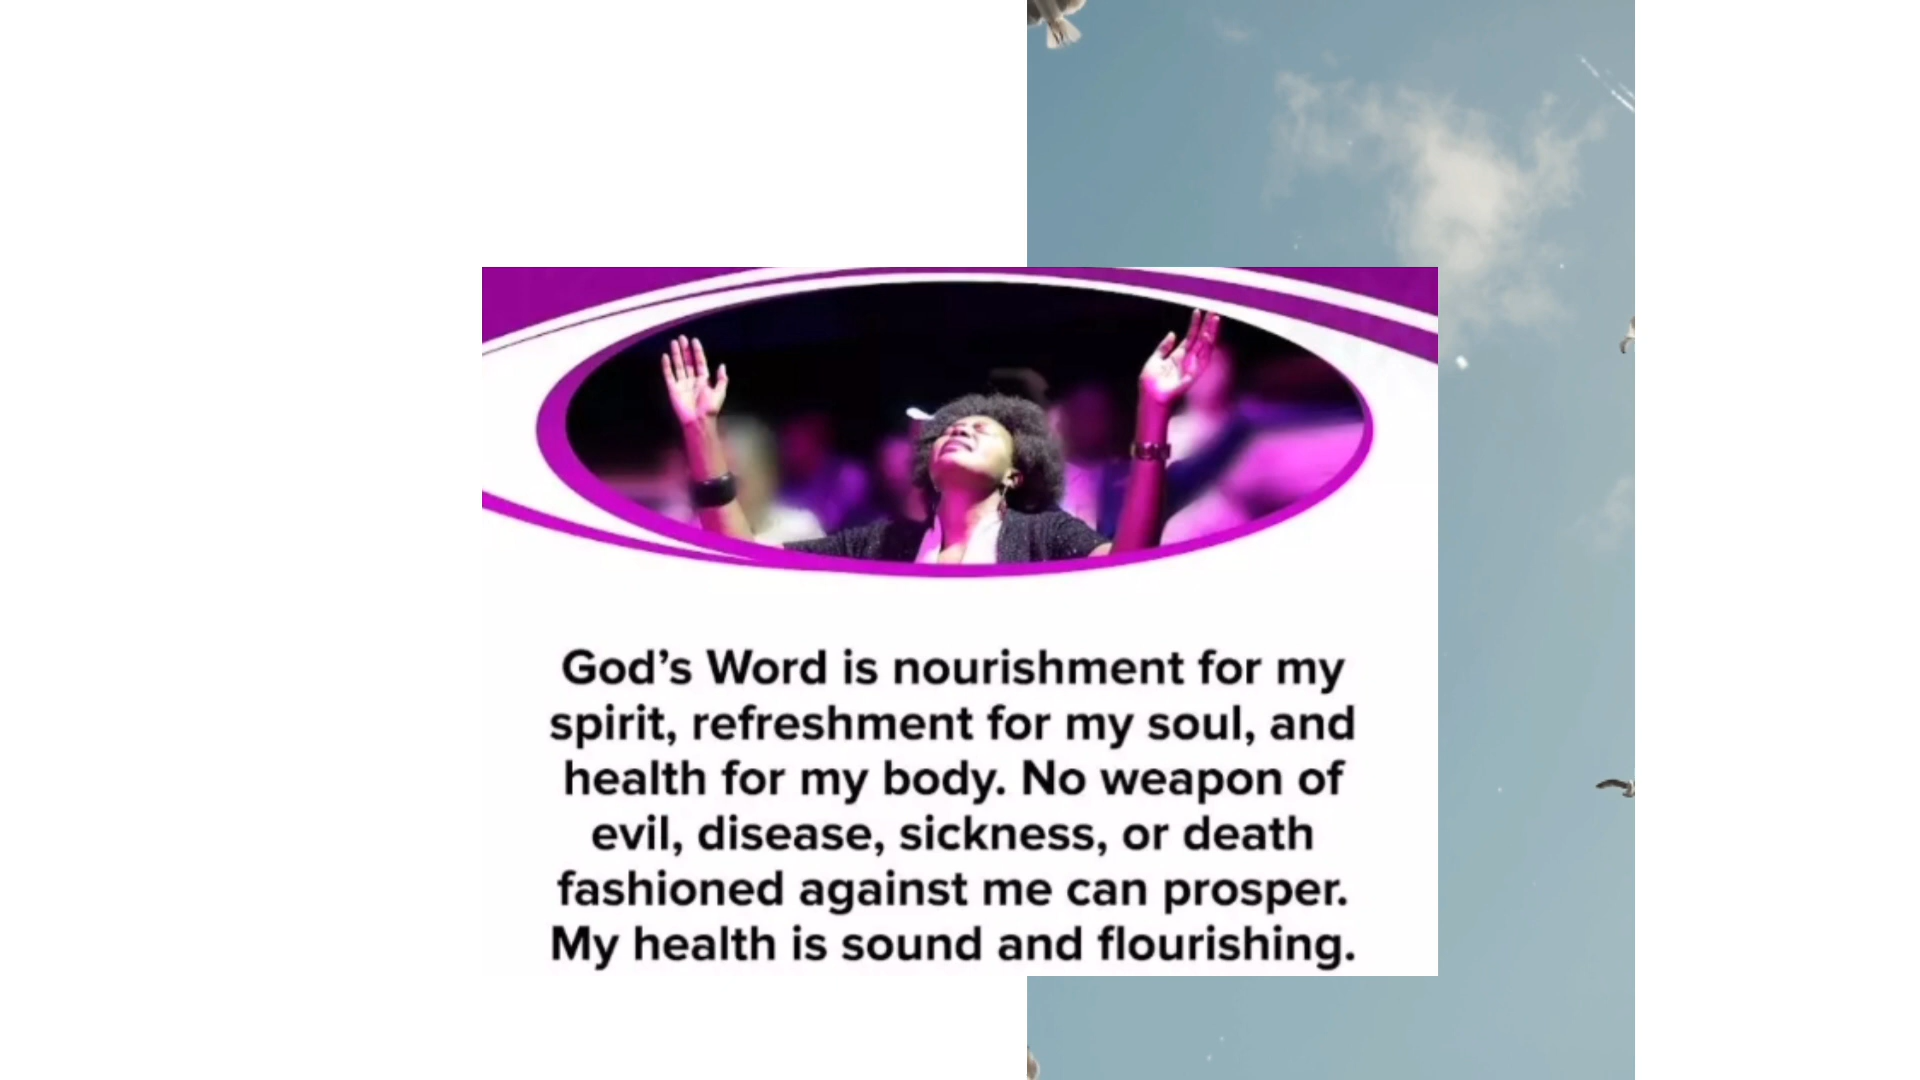 God’s Word is nourishment for my
spirit, refreshment for my soul, and
health for my body. No weapon of
evil, disease, sickness, or death
fashioned against me can prosper.
My health is sound and flourishing.